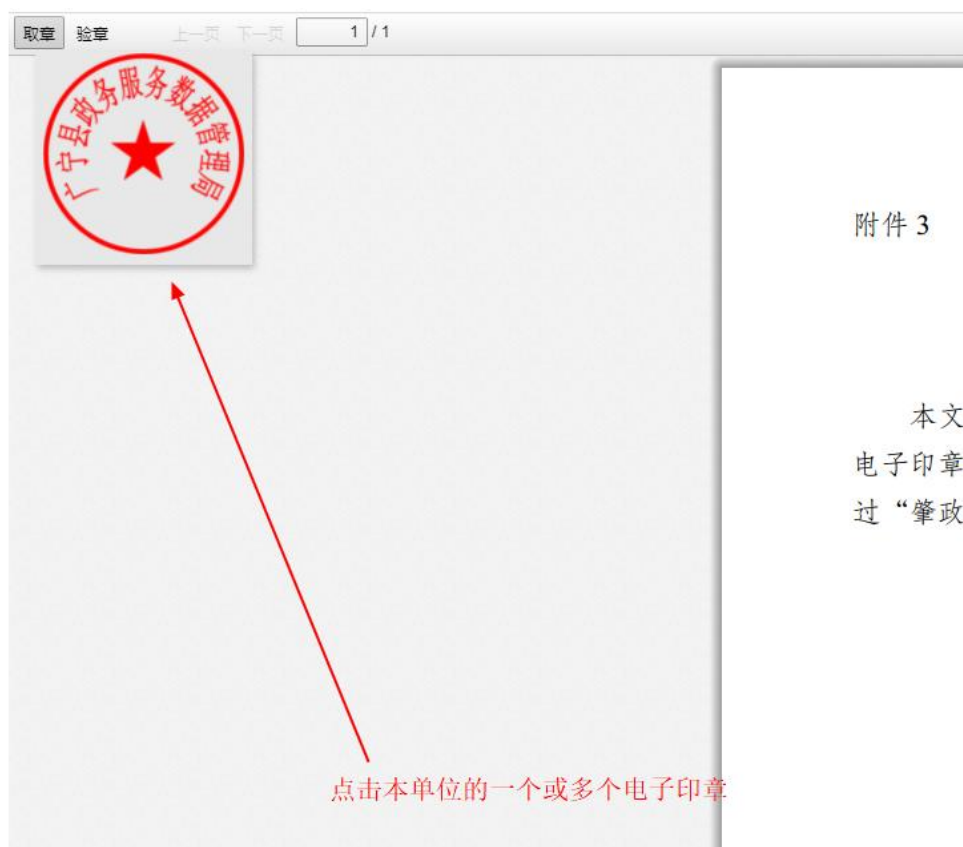 取章 验章 上一页 下一页 1 / 1
广宁县政务服务数据管理局
附件 3
本文
电子印章
过“肇政
点击本单位的一个或多个电子印章